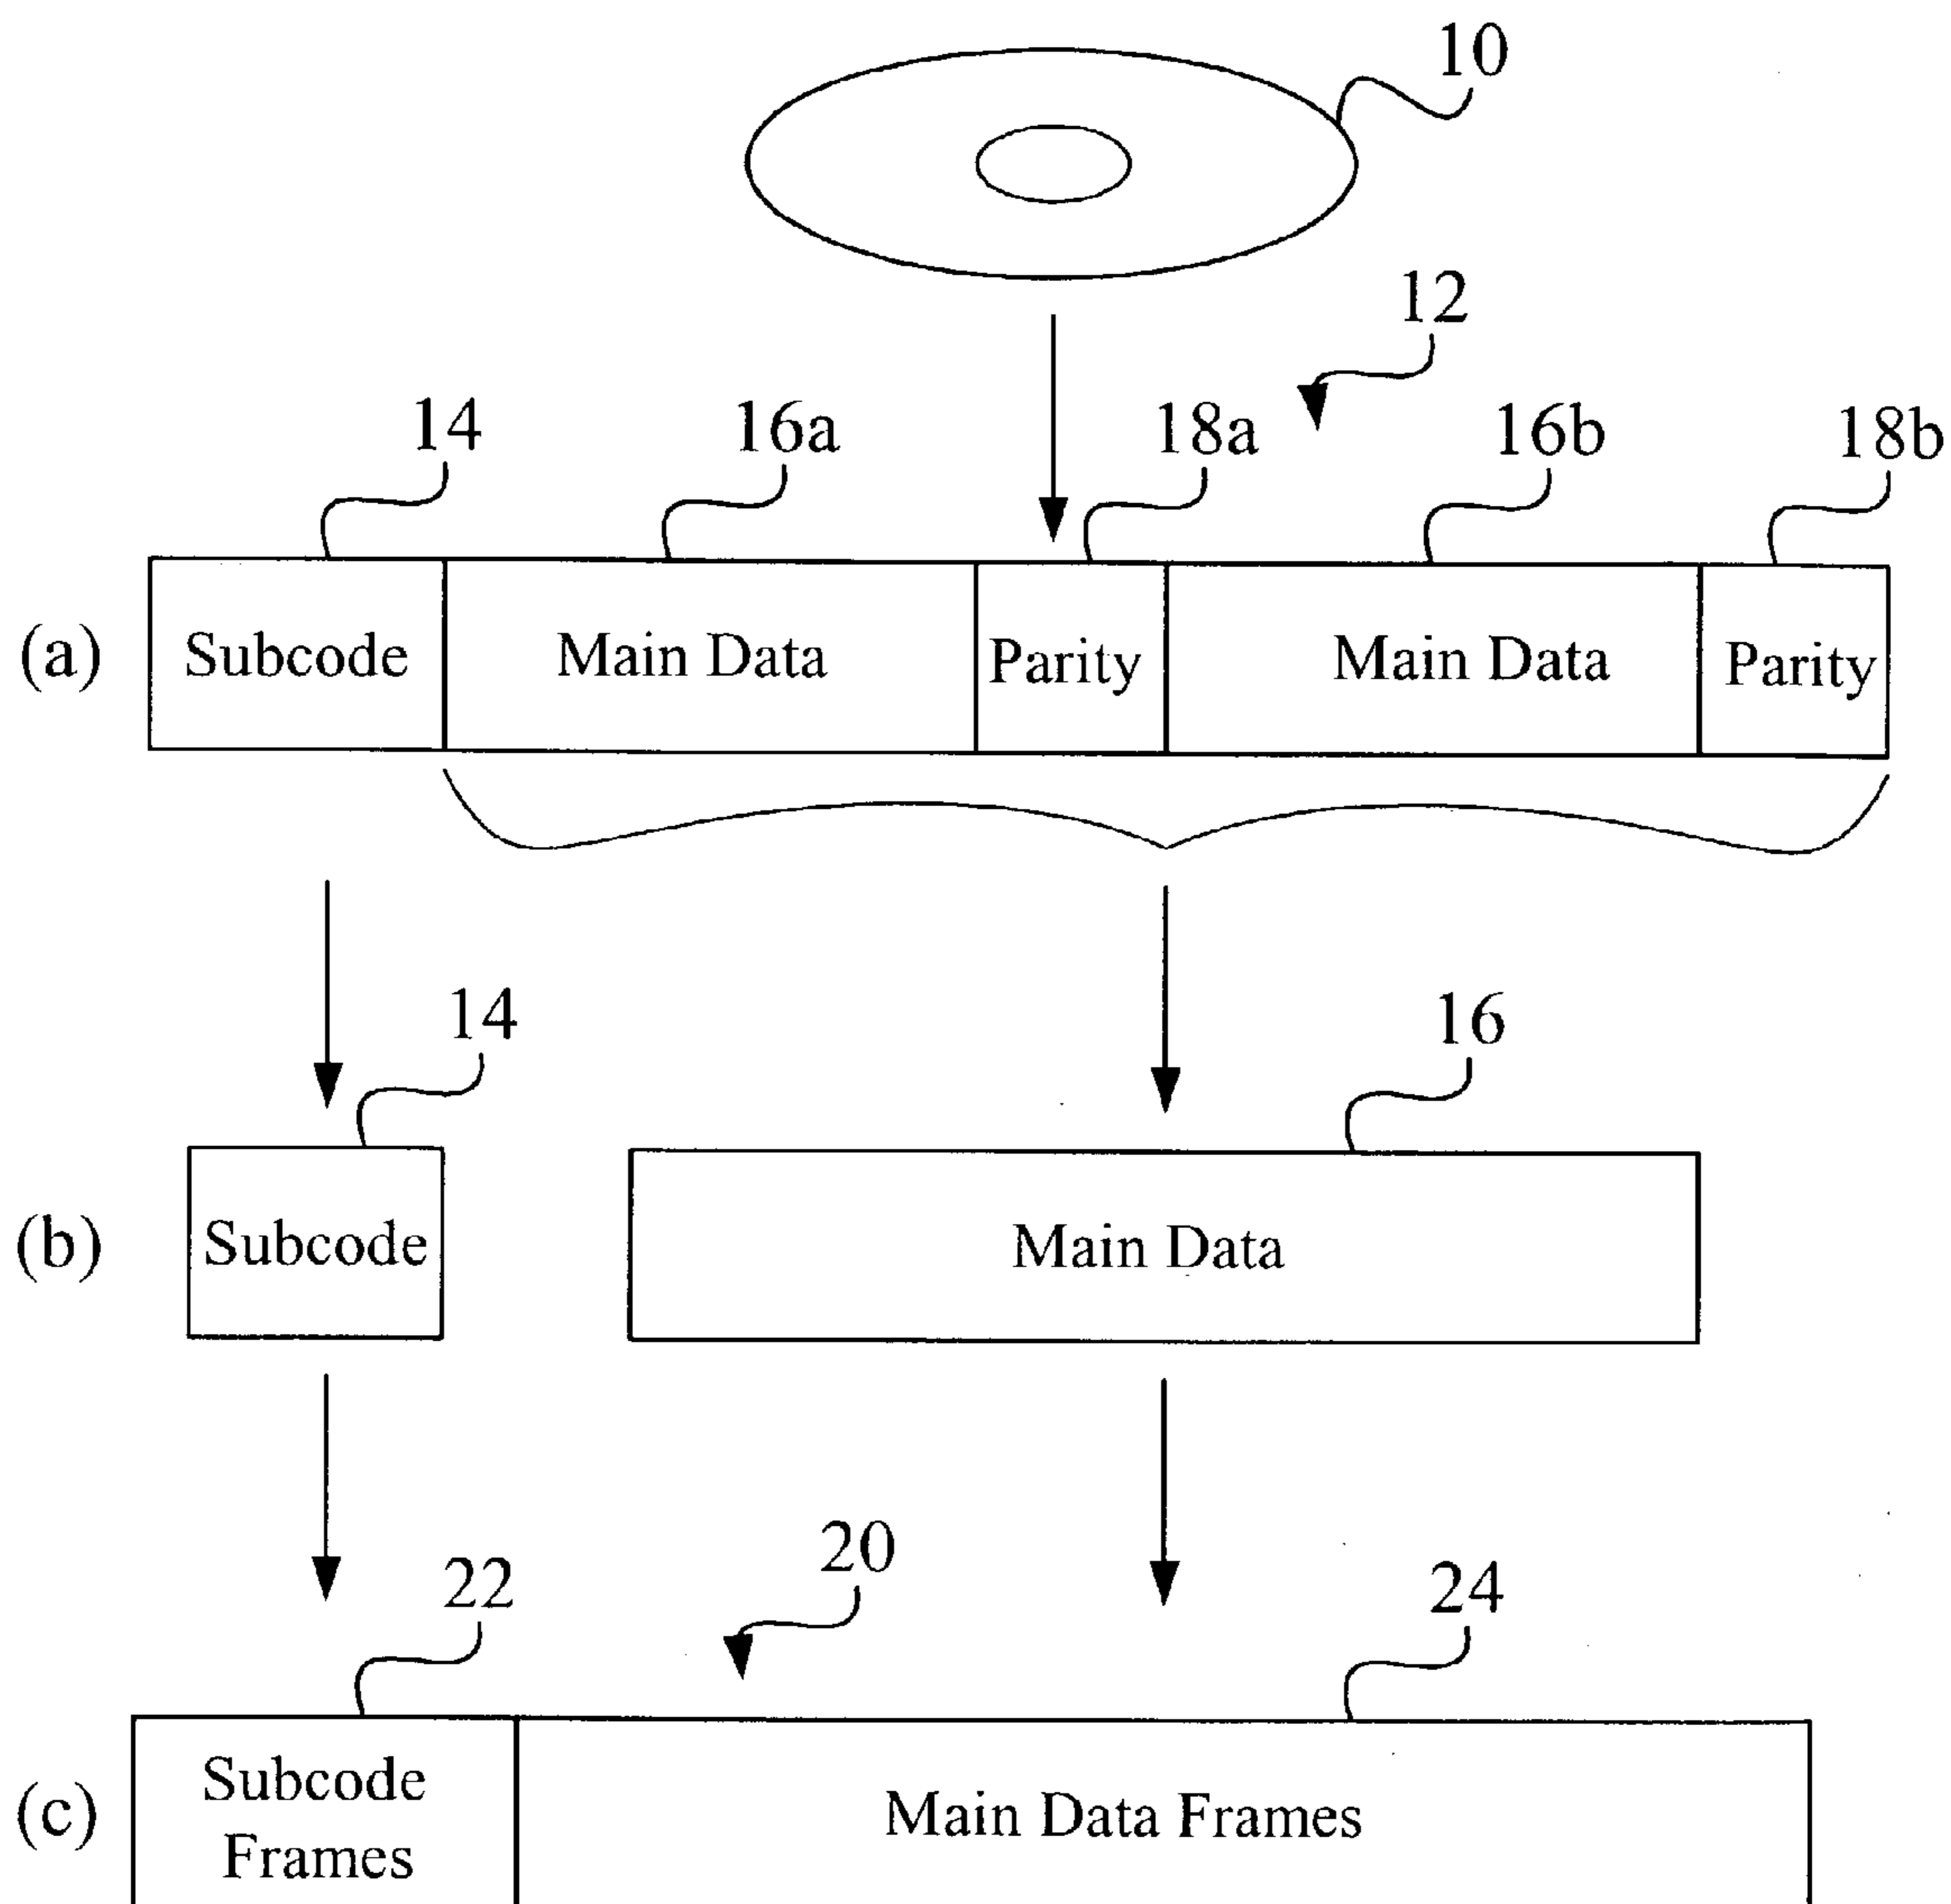 10
12
14 16a 18a 16b 18b
(a) Subcode Main Data Parity Main Data Parity
14 16
(b) Subcode Main Data
22 20 24
(c) Subcode Frames Main Data Frames